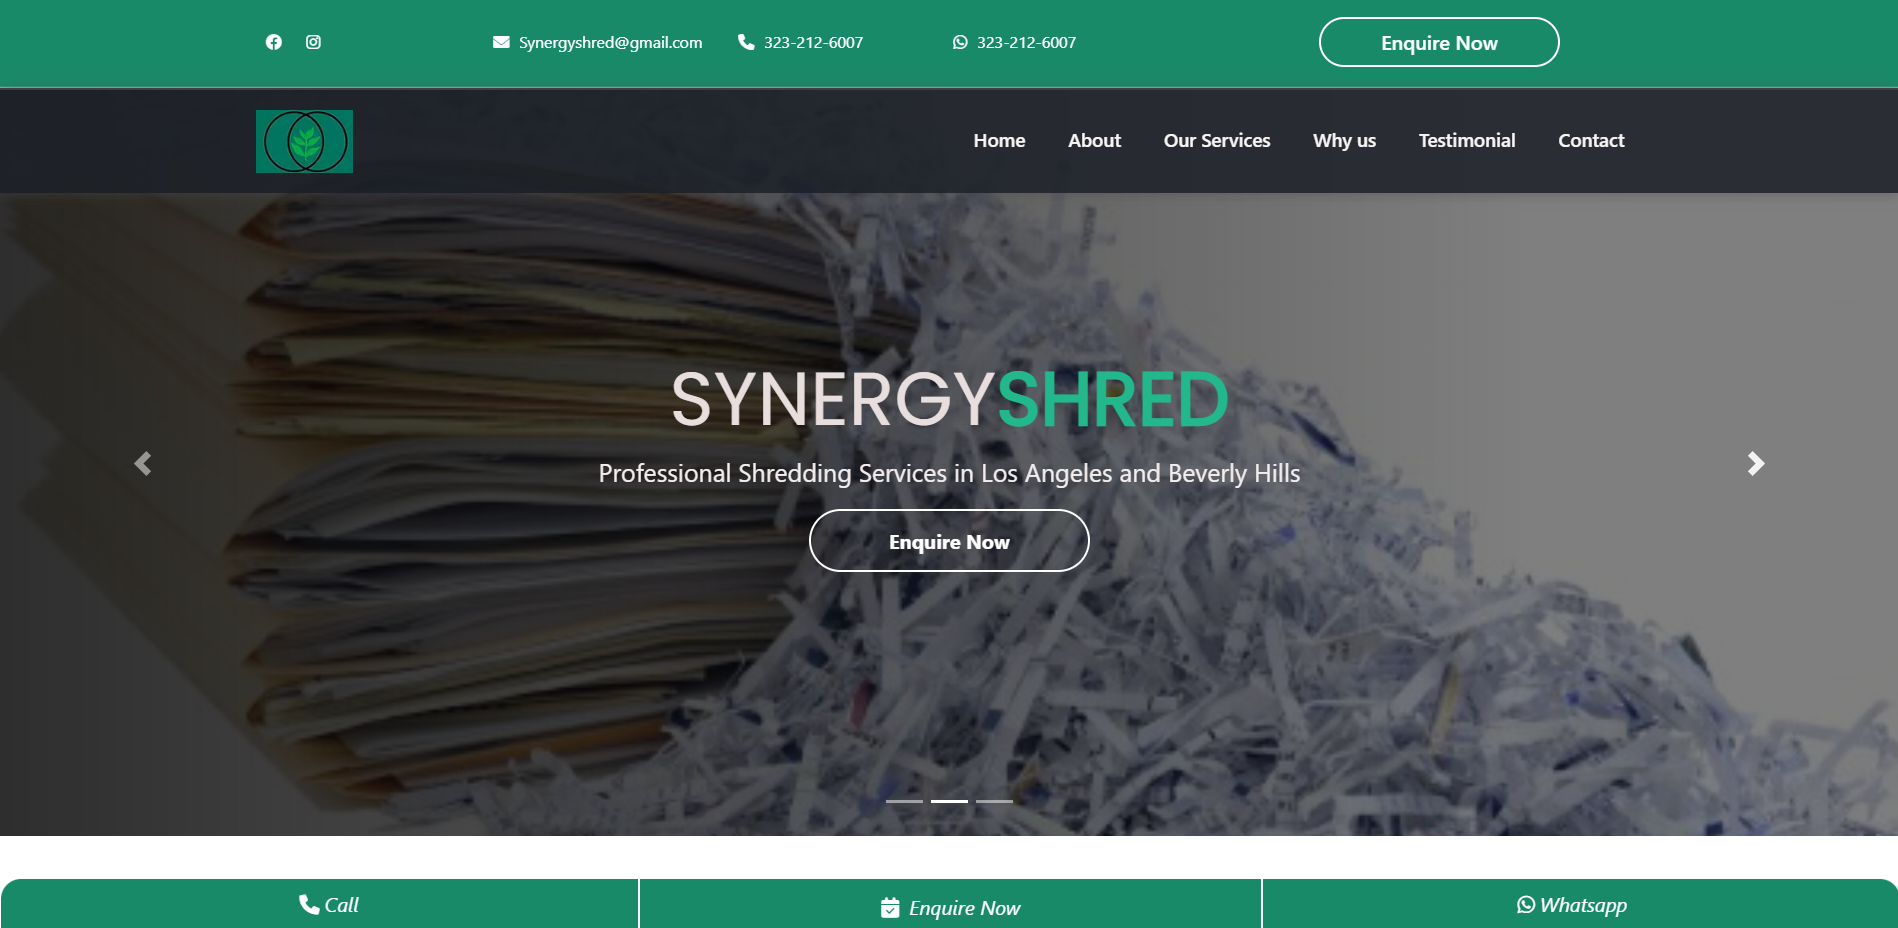 Synergyshred@gmail.com 323-212-6007 323-212-6007 Enquire Now
Home About Our Services Why us Testimonial Contact
SYNERGYSHRED
Professional Shredding Services in Los Angeles and Beverly Hills
Enquire Now
Call Enquire Now Whatsapp